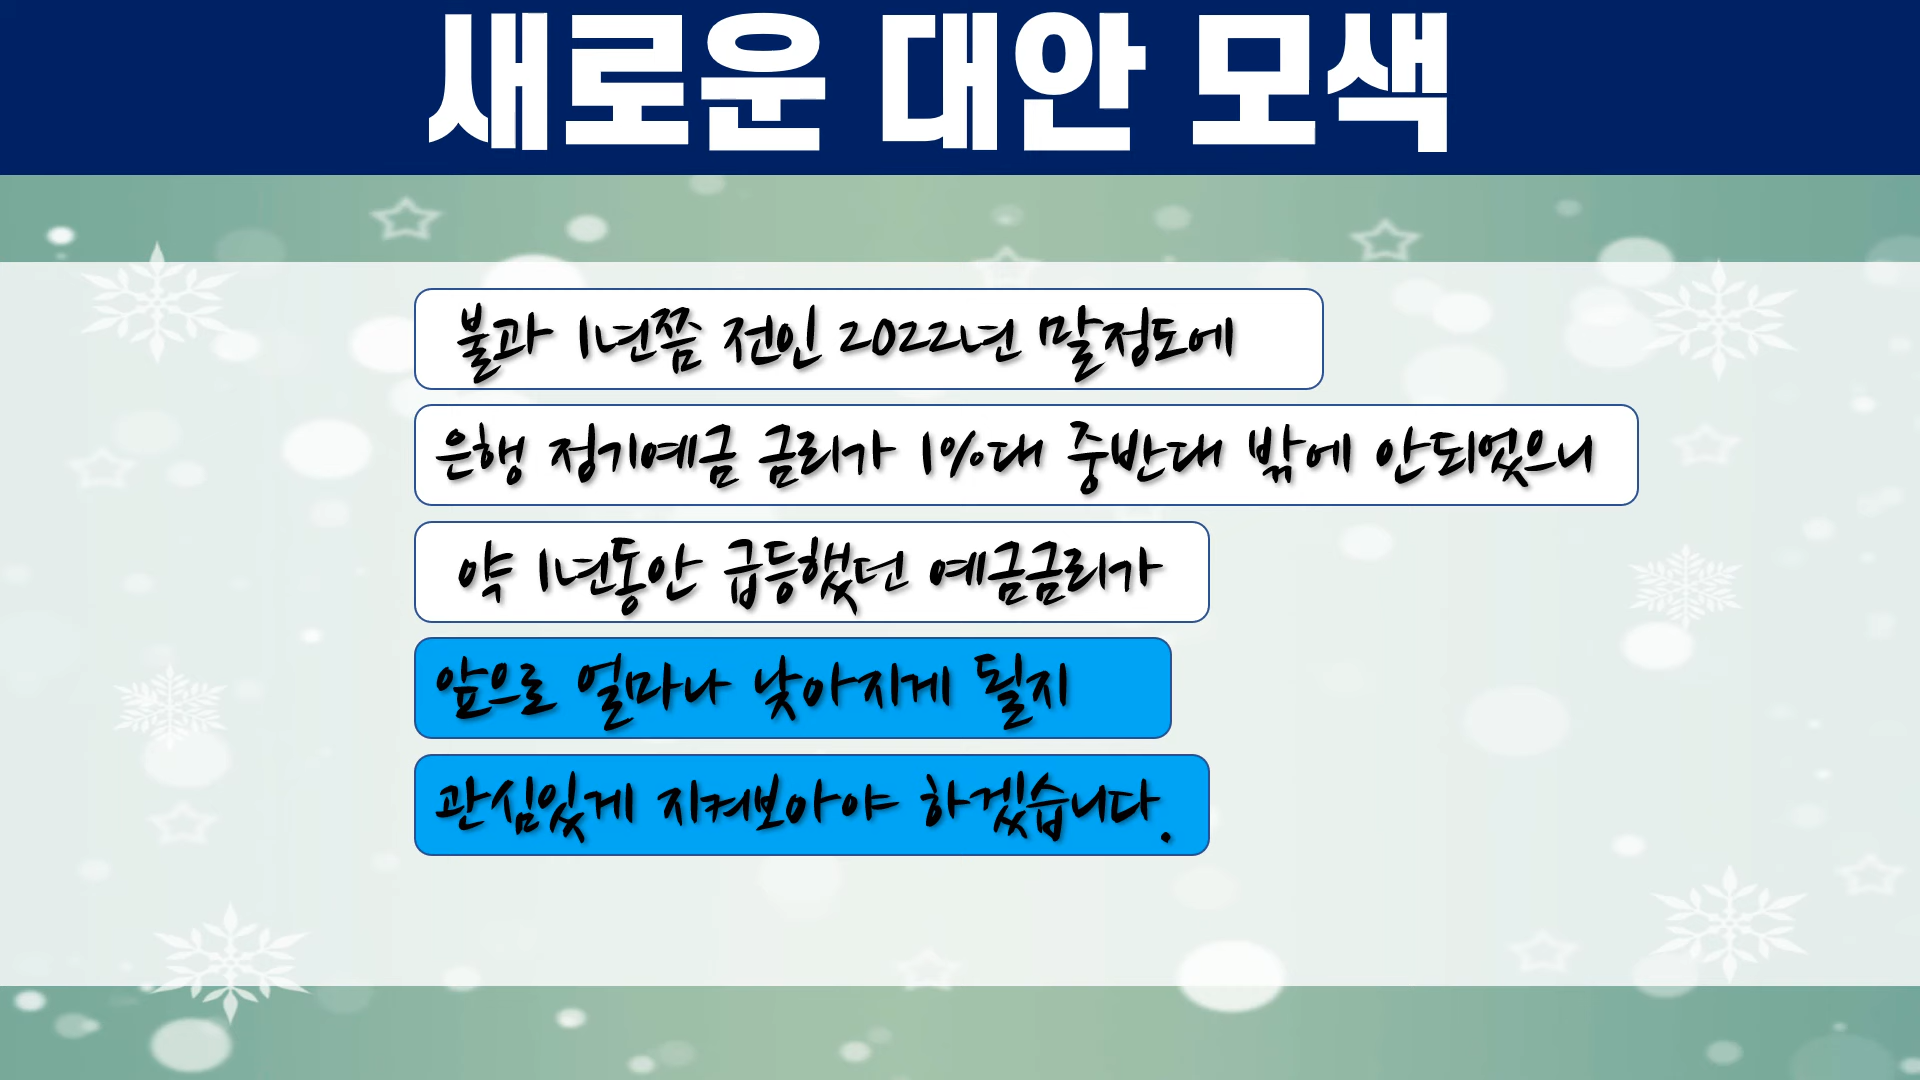 새로운 대안 모색
불과 1년쯤 전인 2022년 말정도에
은행 정기예금 금리가 1%대 중반대 밖에 안되었으니
약 1년동안 급등했던 예금금리가
앞으로 얼마나 낮아지게 될지
관심있게 지켜보아야 하겠습니다.